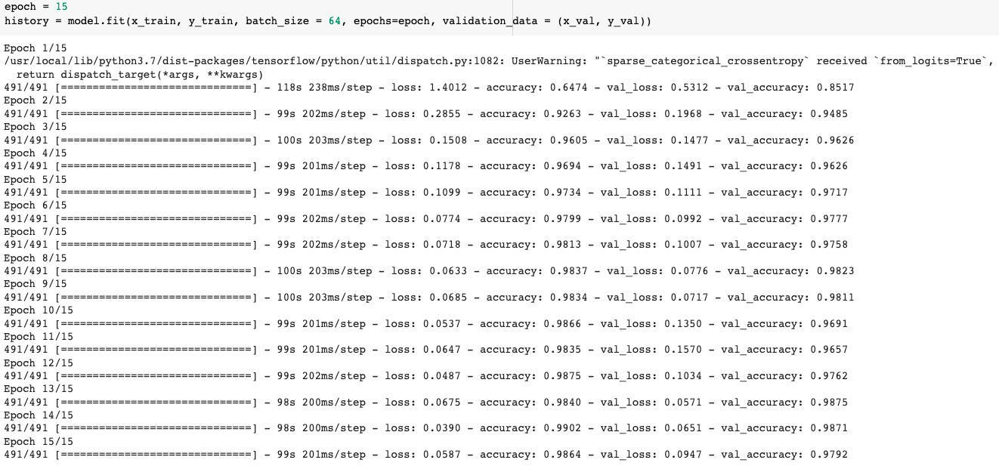 epoch = 15
history = model.fit(x_train, y_train, batch_size = 64, epochs=epoch, validation_data = (x_val, y_val))
Epoch 1/15
/usr/local/lib/python3.7/dist-packages/tensorflow/python/util/dispatch.py:1082: UserWarning: "`sparse_categorical_crossentropy` received `from_logits=True`,
  return dispatch_target(*args, **kwargs)
491/491 [==============================] - 118s 238ms/step - loss: 1.4012 - accuracy: 0.6474 - val_loss: 0.5312 - val_accuracy: 0.8517
Epoch 2/15
491/491 [==============================] - 99s 202ms/step - loss: 0.2855 - accuracy: 0.9263 - val_loss: 0.1968 - val_accuracy: 0.9485
Epoch 3/15
491/491 [==============================] - 100s 203ms/step - loss: 0.1508 - accuracy: 0.9605 - val_loss: 0.1477 - val_accuracy: 0.9626
Epoch 4/15
491/491 [==============================] - 99s 201ms/step - loss: 0.1178 - accuracy: 0.9694 - val_loss: 0.1491 - val_accuracy: 0.9626
Epoch 5/15
491/491 [==============================] - 99s 201ms/step - loss: 0.1099 - accuracy: 0.9734 - val_loss: 0.1111 - val_accuracy: 0.9717
Epoch 6/15
491/491 [==============================] - 99s 202ms/step - loss: 0.0774 - accuracy: 0.9799 - val_loss: 0.0992 - val_accuracy: 0.9777
Epoch 7/15
491/491 [==============================] - 99s 202ms/step - loss: 0.0718 - accuracy: 0.9813 - val_loss: 0.1007 - val_accuracy: 0.9758
Epoch 8/15
491/491 [==============================] - 100s 203ms/step - loss: 0.0633 - accuracy: 0.9837 - val_loss: 0.0776 - val_accuracy: 0.9823
Epoch 9/15
491/491 [==============================] - 100s 203ms/step - loss: 0.0685 - accuracy: 0.9834 - val_loss: 0.0717 - val_accuracy: 0.9811
Epoch 10/15
491/491 [==============================] - 99s 201ms/step - loss: 0.0537 - accuracy: 0.9866 - val_loss: 0.1350 - val_accuracy: 0.9691
Epoch 11/15
491/491 [==============================] - 99s 201ms/step - loss: 0.0647 - accuracy: 0.9835 - val_loss: 0.1570 - val_accuracy: 0.9657
Epoch 12/15
491/491 [==============================] - 99s 202ms/step - loss: 0.0487 - accuracy: 0.9875 - val_loss: 0.1034 - val_accuracy: 0.9762
Epoch 13/15
491/491 [==============================] - 98s 200ms/step - loss: 0.0675 - accuracy: 0.9840 - val_loss: 0.0571 - val_accuracy: 0.9875
Epoch 14/15
491/491 [==============================] - 98s 200ms/step - loss: 0.0390 - accuracy: 0.9902 - val_loss: 0.0651 - val_accuracy: 0.9871
Epoch 15/15
491/491 [==============================] - 99s 201ms/step - loss: 0.0587 - accuracy: 0.9864 - val_loss: 0.0947 - val_accuracy: 0.9792